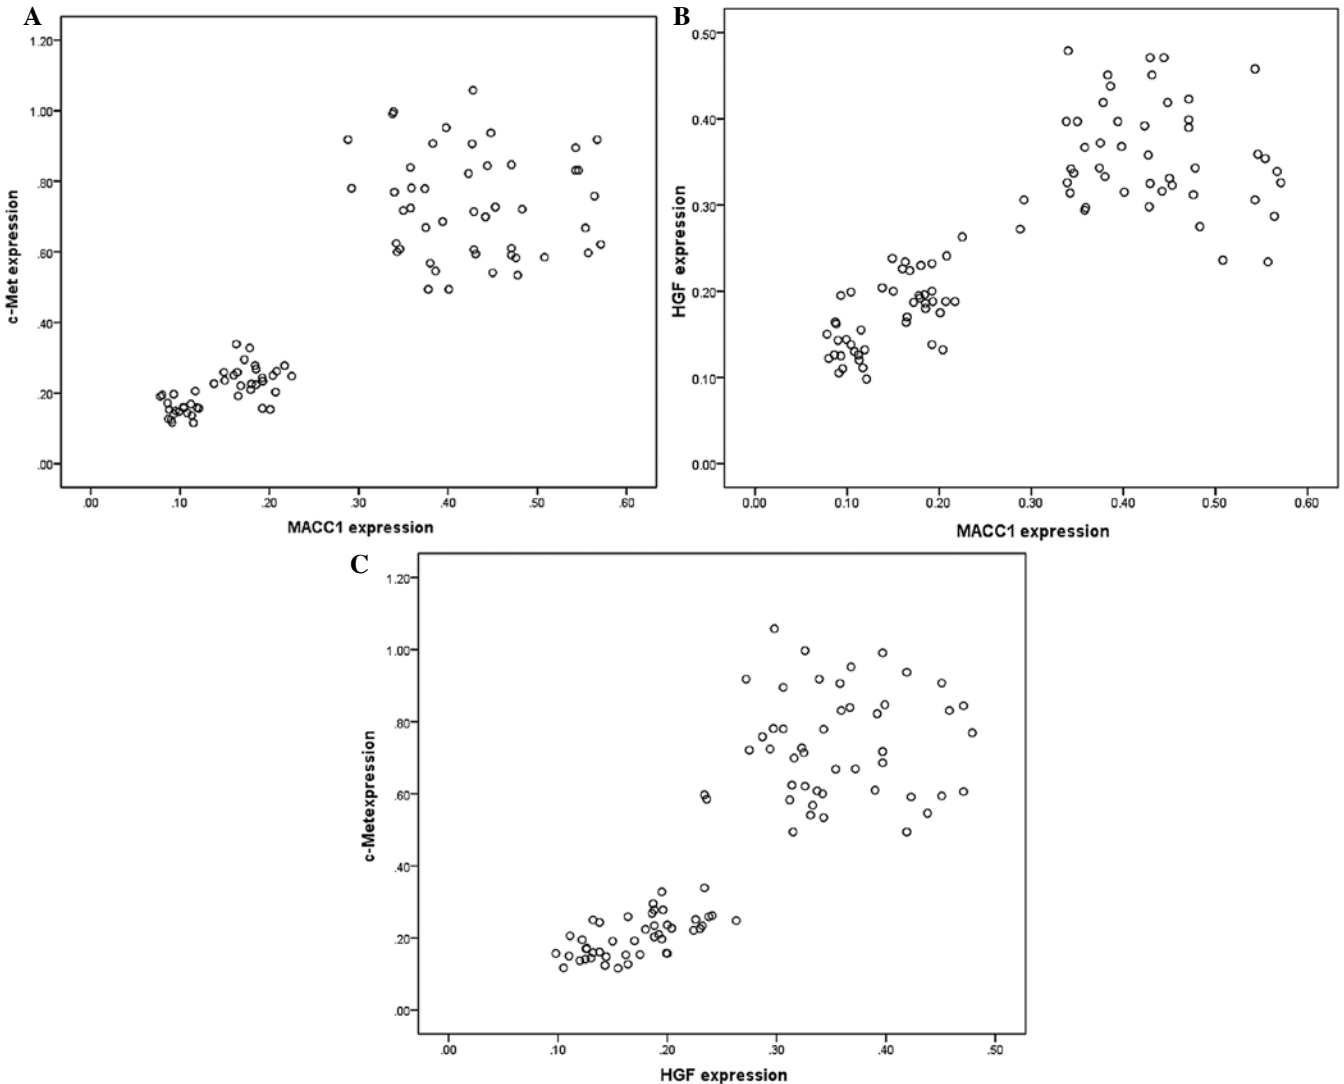 A
1.20
1.00
.80
.60
.40
.20
.00
c-Met expression
.00 .10 .20 .30 .40 .50 .60
MACC1 expression
B
0.50
0.40
0.30
0.20
0.10
0.00
HGF expression
0.00 0.10 0.20 0.30 0.40 0.50 0.60
MACC1 expression
C
1.20
1.00
.80
.60
.40
.20
.00
c-Metexpression
.00 .10 .20 .30 .40 .50
HGF expression